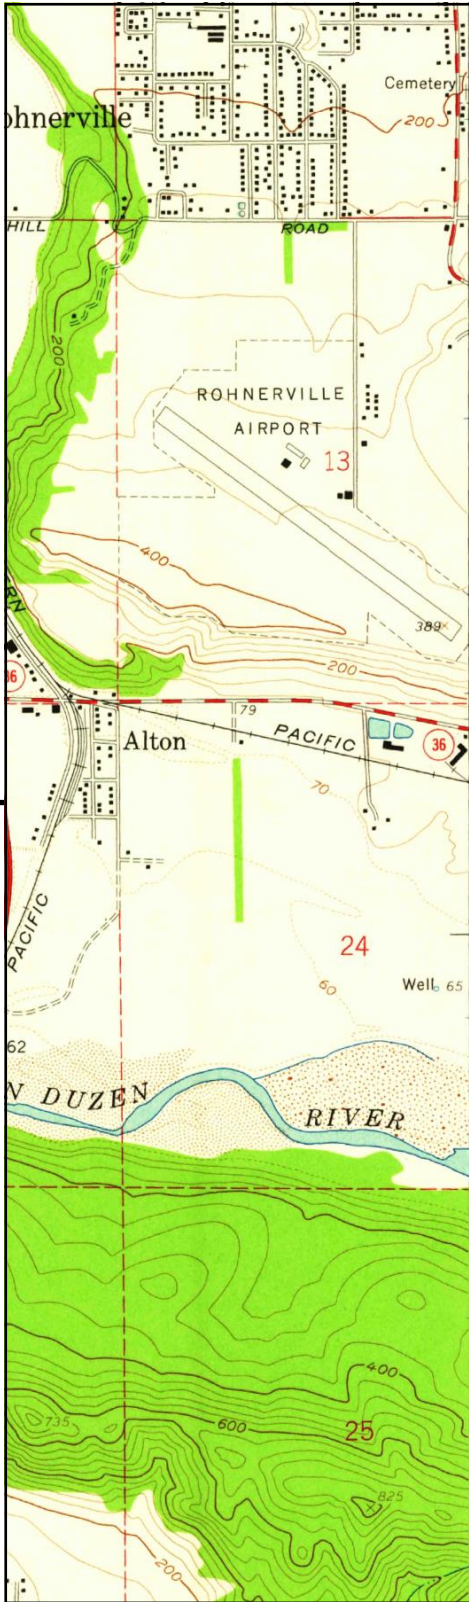 Cemetery
200
ohnerville
HILL
ROAD
200
ROHNERVILLE
AIRPORT
13
400
389
RN
200
36
79
Alton
PACIFIC
36
70
PACIFIC
24
60
Well 65
62
N DUZEN
RIVER
400
735
600
25
825
200